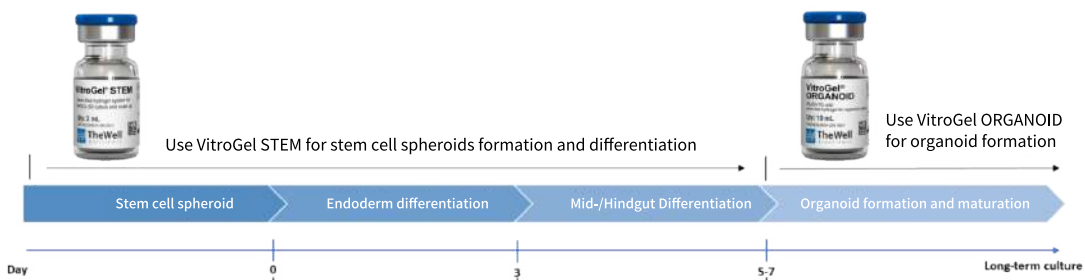 VitroGel® STEM
TheWell
VitroGel®
ORGANOID
TheWell
Use VitroGel STEM for stem cell spheroids formation and differentiation
Use VitroGel ORGANOID
for organoid formation
Stem cell spheroid
Endoderm differentiation
Mid-/Hindgut Differentiation
Organoid formation and maturation
Day
0
3
5-7
Long-term culture